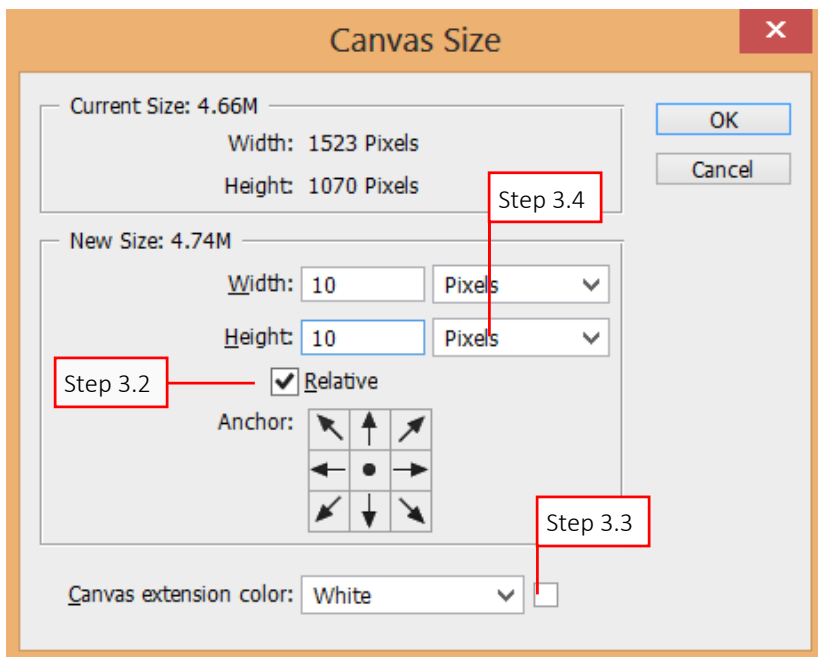 Canvas Size
Current Size: 4.66M
OK
Width: 1523 Pixels
Cancel
Height: 1070 Pixels
Step 3.4
New Size: 4.74M
Width: 10 Pixels
Height: 10 Pixels
Step 3.2
Relative
Anchor:
Step 3.3
Canvas extension color: White